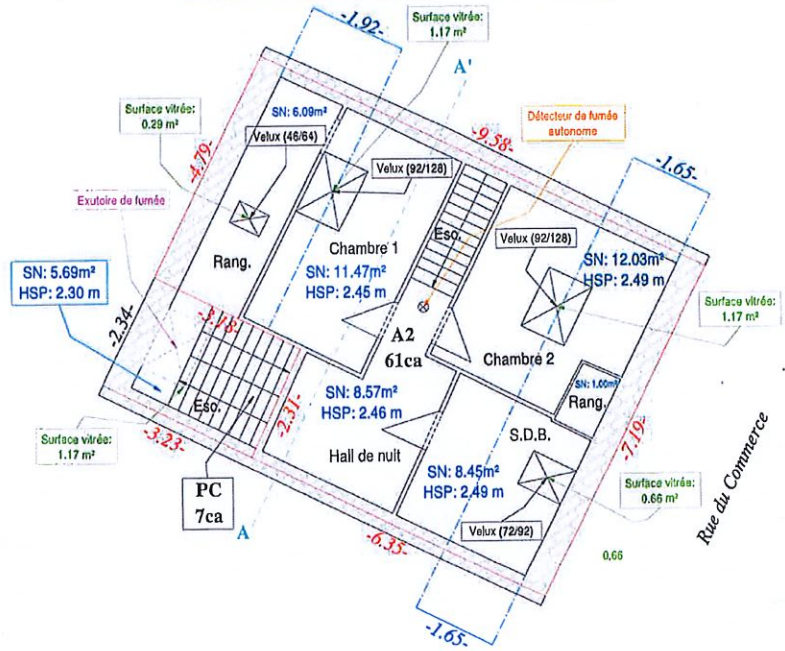 -1.92-
Surface vitrée:
1.17 m²
A'
Surface vitrée:
0.29 m²
SN: 6.09m²
Détecteur de fumée
autonome
-9.58-
-4.79-
Velux (46/64)
Velux (92/128)
-1.65-
Exutoire de fumée
Eso.
Chambre 1
Velux (92/128)
Rang.
SN: 11.47m²
HSP: 2.45 m
SN: 12.03m²
HSP: 2.49 m
SN: 5.69m²
HSP: 2.30 m
Surface vitrée:
1.17 m²
-2.34-
-3.18-
A2
61ca
Chambre 2
SN: 1.00m²
Rang.
SN: 8.57m²
HSP: 2.46 m
Eso.
-2.31-
S.D.B.
-7.19-
Rue du Commerce
Surface vitrée:
1.17 m²
-3.23-
Hall de nuit
SN: 8.45m²
HSP: 2.49 m
Surface vitrée:
0.66 m²
PC
7ca
A
Velux (72/92)
-6.35-
0,66
-1.65-